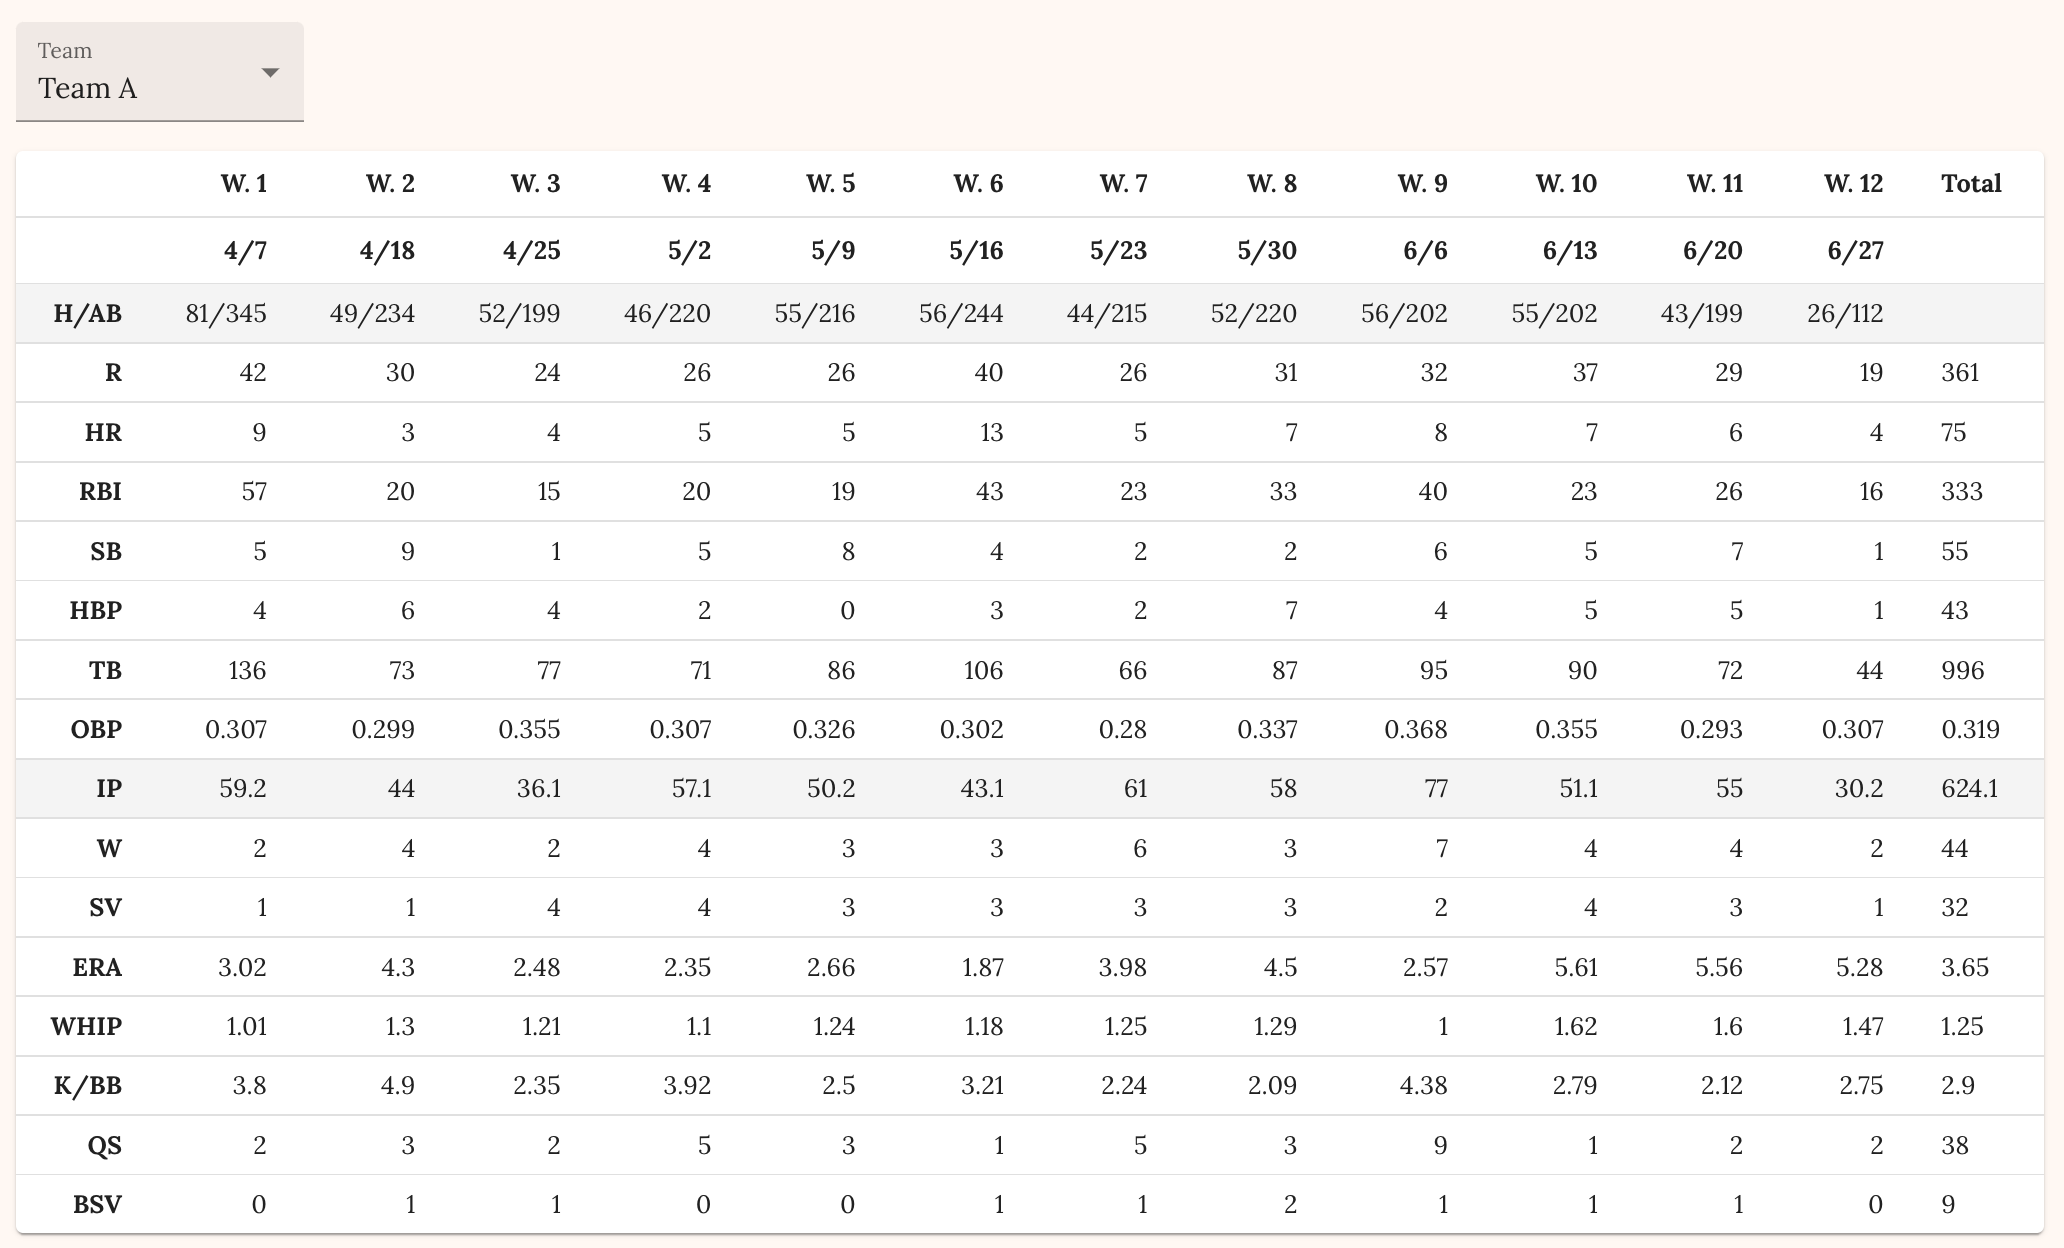 Team
Team A
W. 1 W. 2 W. 3 W. 4 W. 5 W. 6 W. 7 W. 8 W. 9 W. 10 W. 11 W. 12 Total
4/7 4/18 4/25 5/2 5/9 5/16 5/23 5/30 6/6 6/13 6/20 6/27
H/AB 81/345 49/234 52/199 46/220 55/216 56/244 44/215 52/220 56/202 55/202 43/199 26/112
R 42 30 24 26 26 40 26 31 32 37 29 19 361
HR 9 3 4 5 5 13 5 7 8 7 6 4 75
RBI 57 20 15 20 19 43 23 33 40 23 26 16 333
SB 5 9 1 5 8 4 2 2 6 5 7 1 55
HBP 4 6 4 2 0 3 2 7 4 5 5 1 43
TB 136 73 77 71 86 106 66 87 95 90 72 44 996
OBP 0.307 0.299 0.355 0.307 0.326 0.302 0.28 0.337 0.368 0.355 0.293 0.307 0.319
IP 59.2 44 36.1 57.1 50.2 43.1 61 58 77 51.1 55 30.2 624.1
W 2 4 2 4 3 3 6 3 7 4 4 2 44
SV 1 1 4 4 3 3 3 3 2 4 3 1 32
ERA 3.02 4.3 2.48 2.35 2.66 1.87 3.98 4.5 2.57 5.61 5.56 5.28 3.65
WHIP 1.01 1.3 1.21 1.1 1.24 1.18 1.25 1.29 1 1.62 1.6 1.47 1.25
K/BB 3.8 4.9 2.35 3.92 2.5 3.21 2.24 2.09 4.38 2.79 2.12 2.75 2.9
QS 2 3 2 5 3 1 5 3 9 1 2 2 38
BSV 0 1 1 0 0 1 1 2 1 1 1 0 9